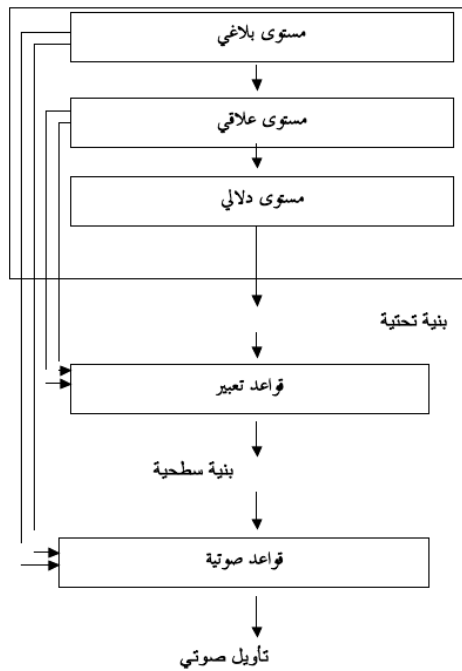 مستوى بلاغي
مستوى علاقي
مستوى دلالي
بنية تحتية
قواعد تعبير
بنية سطحية
قواعد صوتية
تأويل صوتي